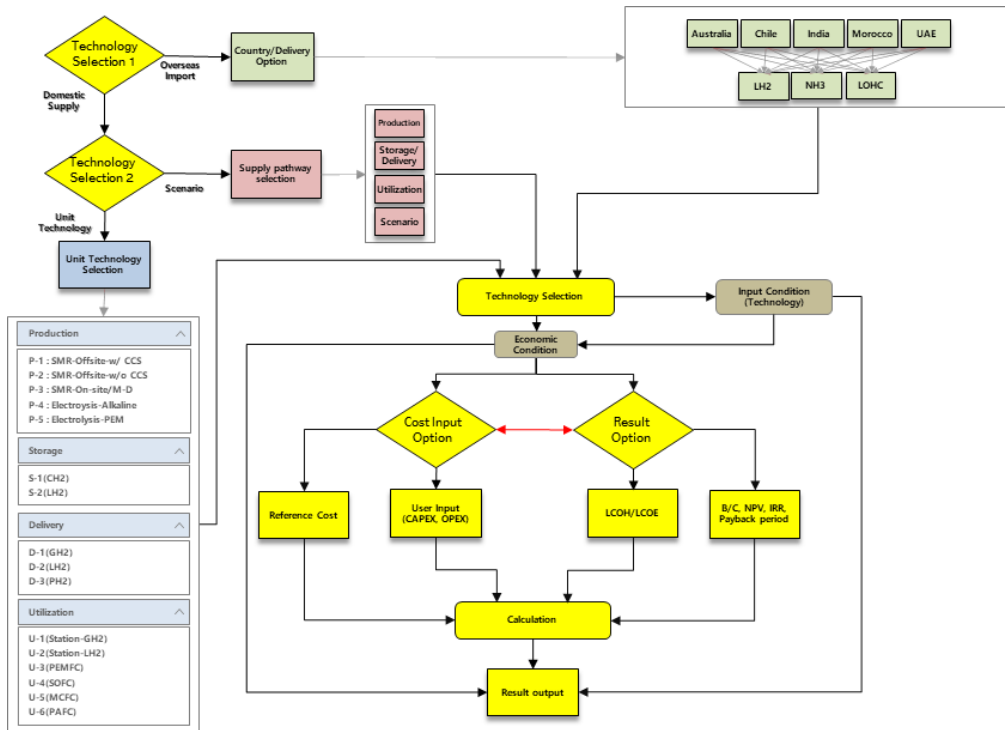 Technology
Selection 1
Overseas
Import
Country/Delivery
Option
Australia
Chile
India
Morocco
UAE
LH2
NH3
LOHC
Domestic
Supply
Technology
Selection 2
Scenario
Supply pathway
selection
Production
Storage/
Delivery
Utilization
Scenario
Unit
Technology
Unit Technology
Selection
Technology Selection
Input Condition
(Technology)
Economic
Condition
Production
P-1 : SMR-Offsite-w/ CCS
P-2 : SMR-Offsite-w/o CCS
P-3 : SMR-On-site/M-D
P-4 : Electroysis-Alkaline
P-5 : Electrolysis-PEM
Storage
S-1(CH2)
S-2(LH2)
Delivery
D-1(GH2)
D-2(LH2)
D-3(PH2)
Utilization
U-1(Station-GH2)
U-2(Station-LH2)
U-3(PEMFC)
U-4(SOFC)
U-5(MCFC)
U-6(PAFC)
Cost Input
Option
Result
Option
Reference Cost
User Input
(CAPEX, OPEX)
LCOH/LCOE
B/C, NPV, IRR,
Payback period
Calculation
Result output